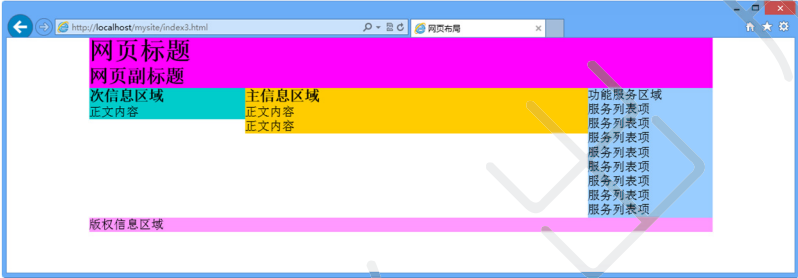 http://localhost/mysite/index3.html
网页布局
网页标题
网页副标题
次信息区域
正文内容
主信息区域
正文内容
正文内容
功能服务区域
服务列表项
服务列表项
服务列表项
服务列表项
服务列表项
服务列表项
服务列表项
服务列表项
版权信息区域